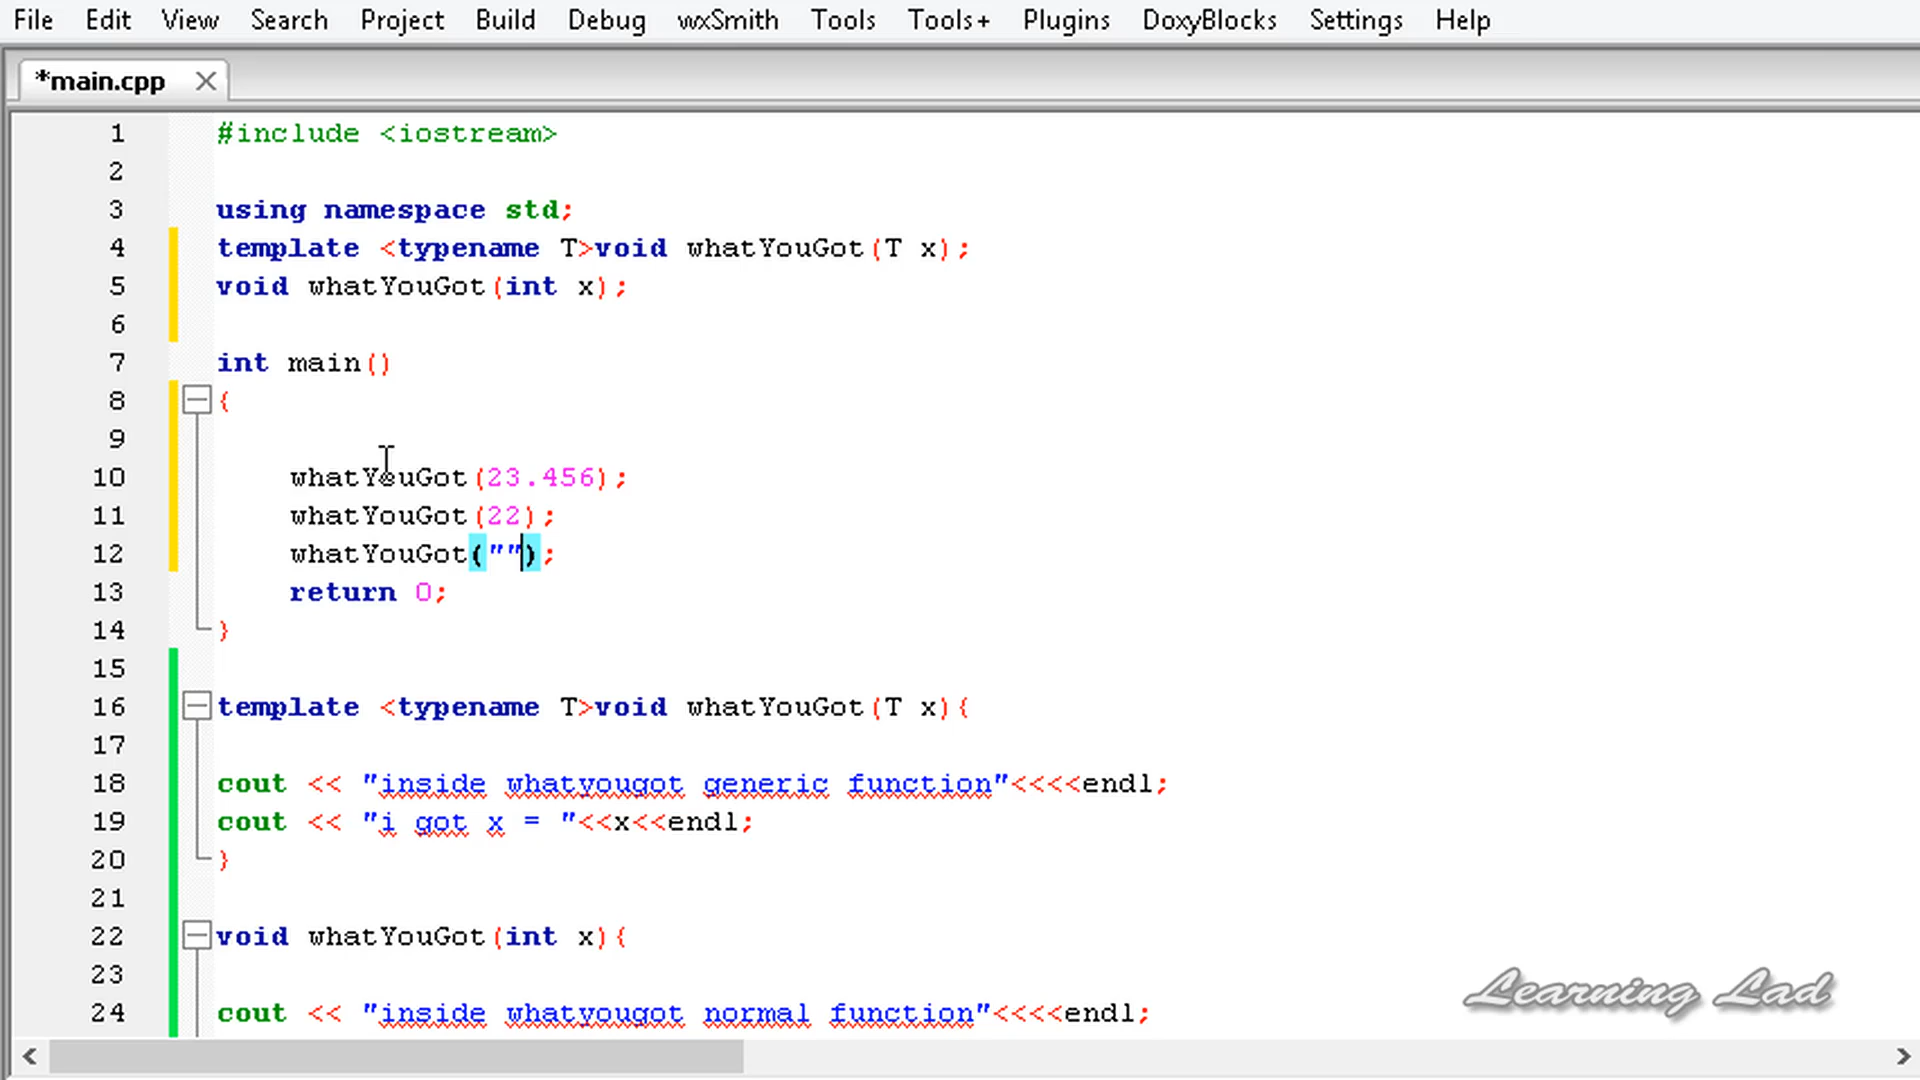 File Edit View Search Project Build Debug wxSmith Tools Tools+ Plugins DoxyBlocks Settings Help
*main.cpp
1 #include <iostream>
2
3 using namespace std;
4 template <typename T>void whatYouGot(T x);
5 void whatYouGot(int x);
6
7 int main()
8 {
9
10 whatYouGot(23.456);
11 whatYouGot(22);
12 whatYouGot("");
13 return 0;
14 }
15
16 template <typename T>void whatYouGot(T x){
17
18 cout << "inside whatyougot generic function"<<<<endl;
19 cout << "i got x = "<<x<<endl;
20 }
21
22 void whatYouGot(int x){
23
24 cout << "inside whatyougot normal function"<<<<endl;
Learning Lad